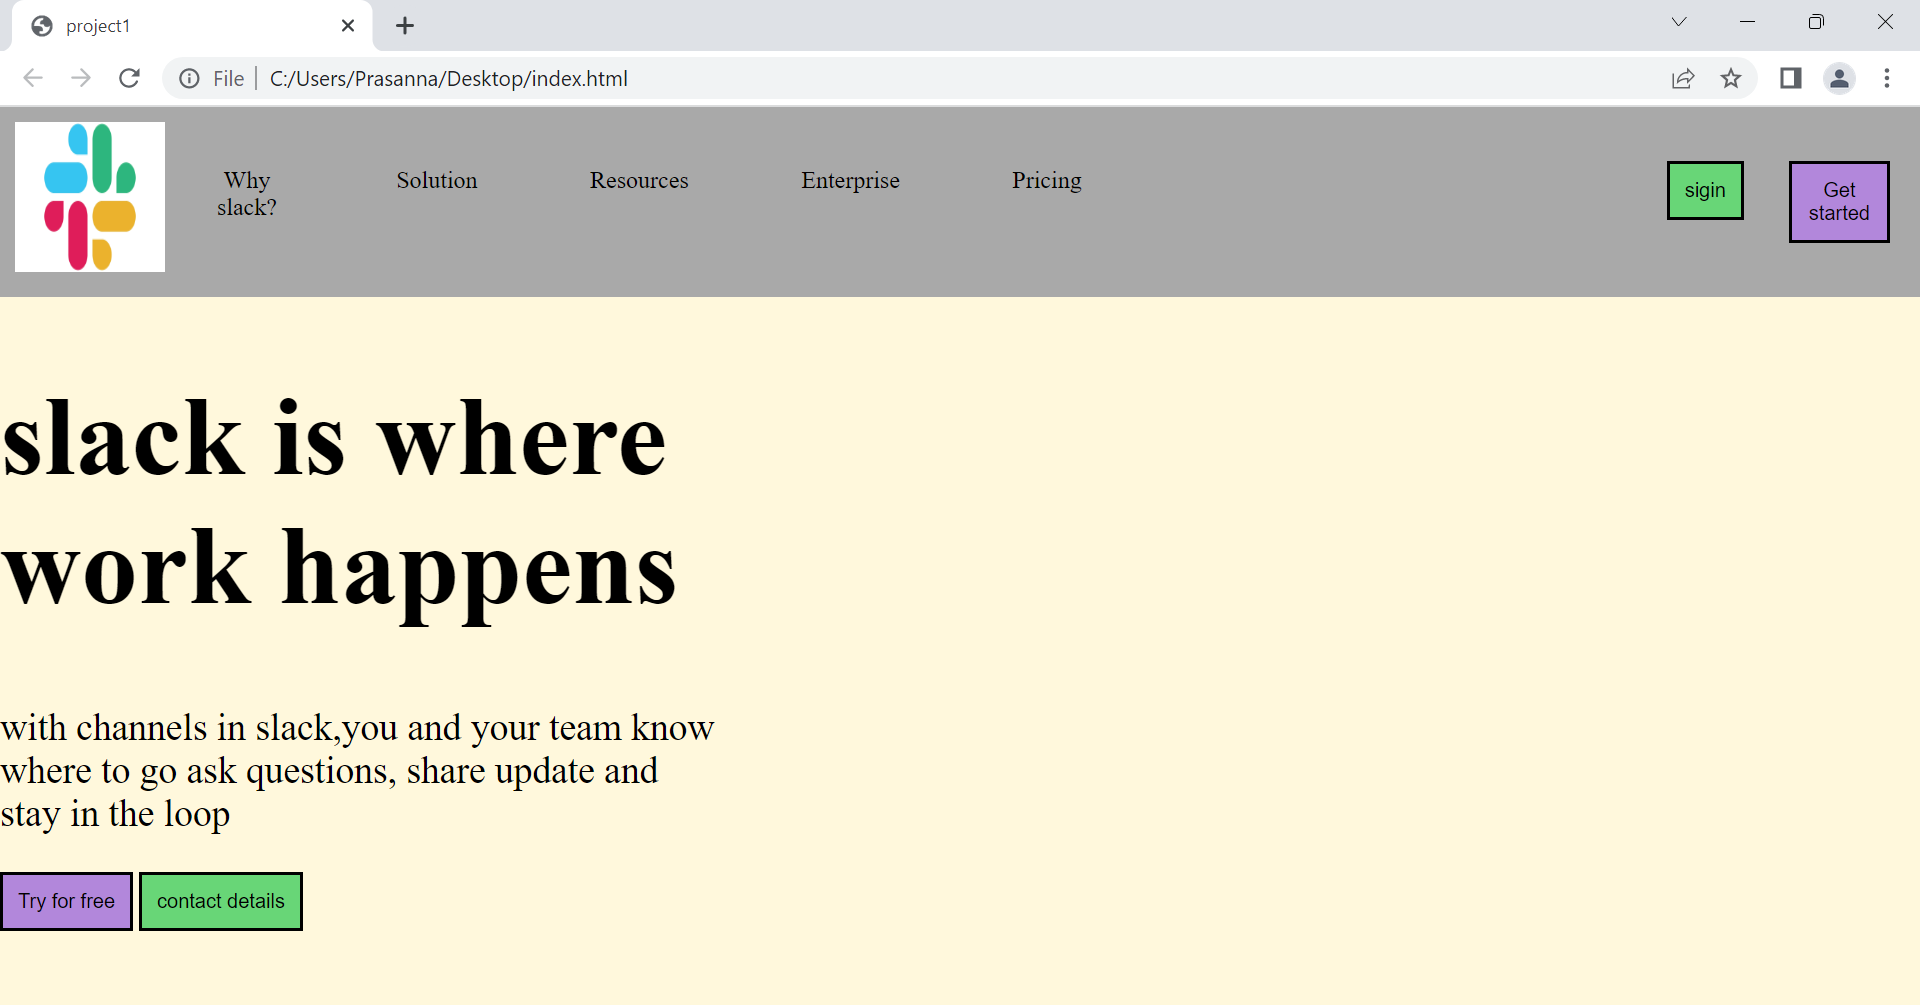 project1
File
C:/Users/Prasanna/Desktop/index.html
Why
slack?
Solution
Resources
Enterprise
Pricing
sigin
Get
started
slack is where
work happens
with channels in slack,you and your team know
where to go ask questions, share update and
stay in the loop
Try for free
contact details